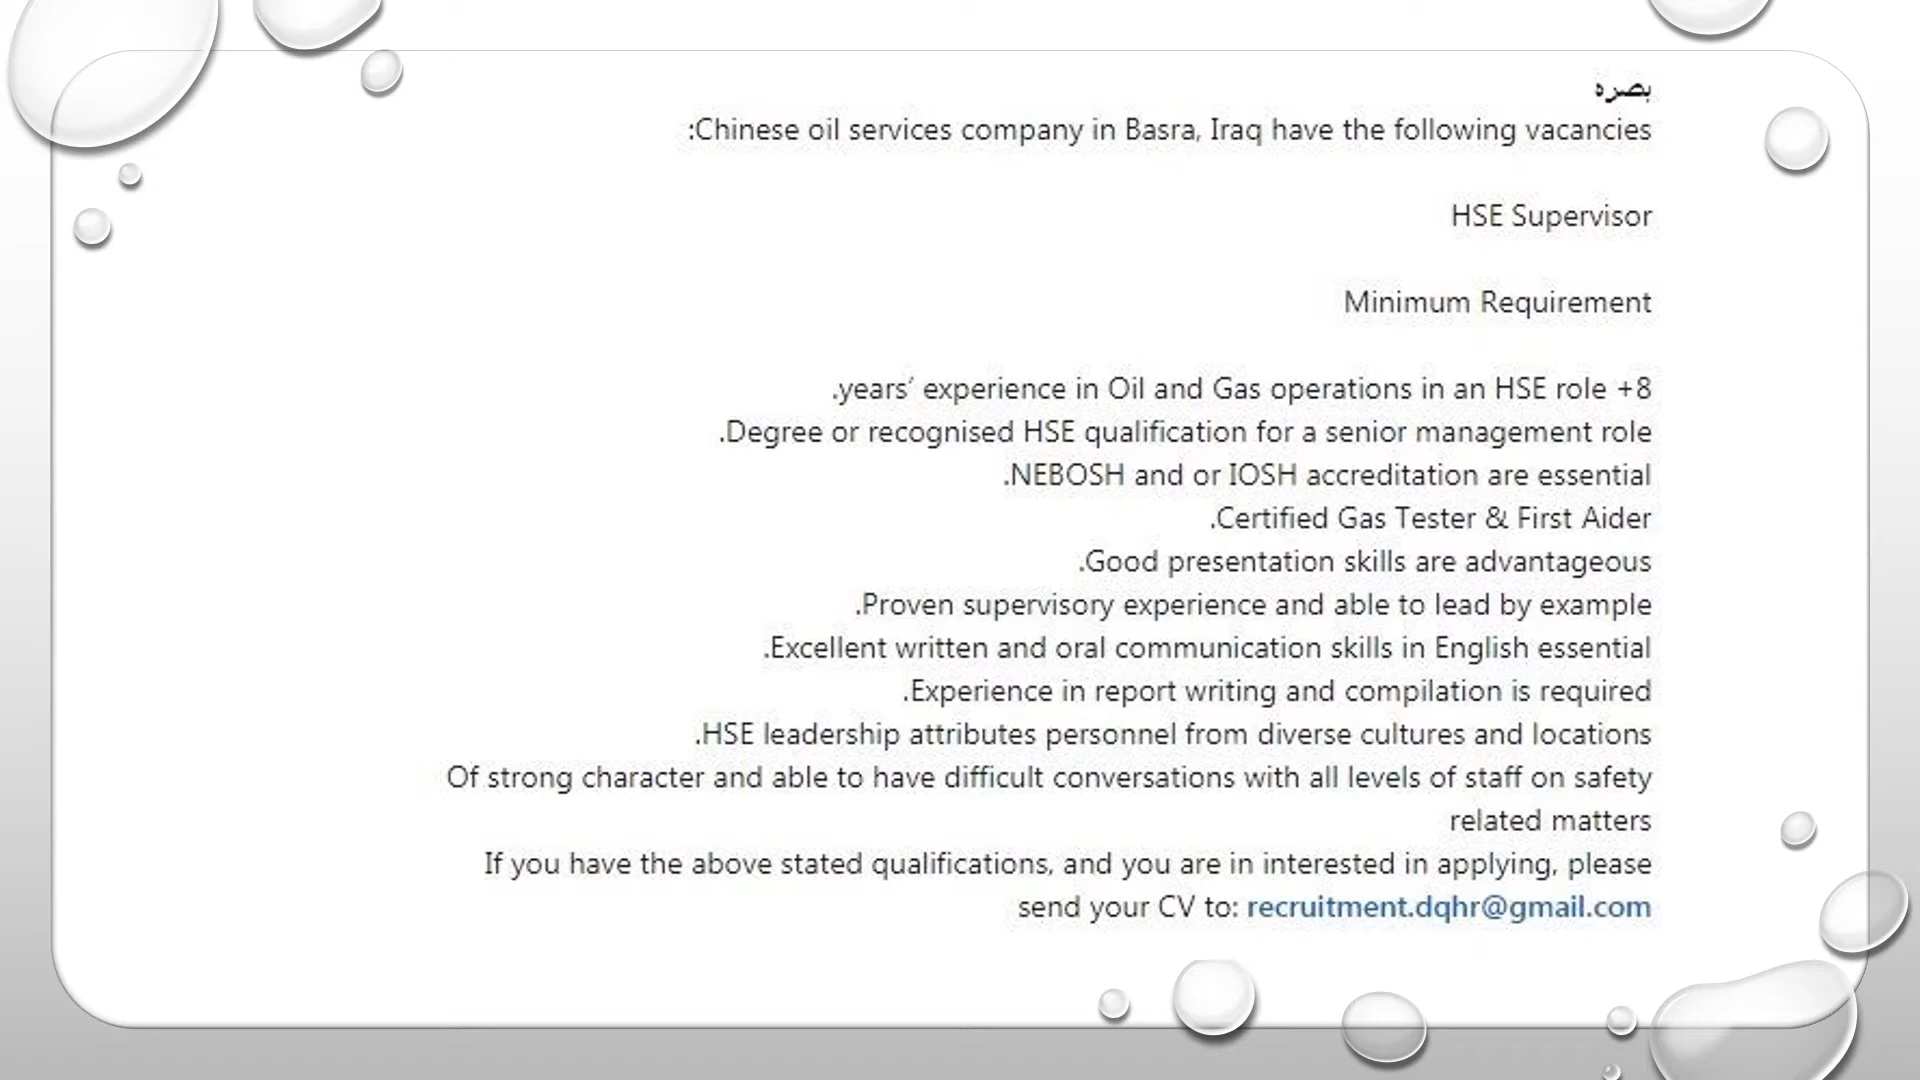 بصره
:Chinese oil services company in Basra, Iraq have the following vacancies
HSE Supervisor
Minimum Requirement
.years’ experience in Oil and Gas operations in an HSE role +8
.Degree or recognised HSE qualification for a senior management role
.NEBOSH and or IOSH accreditation are essential
.Certified Gas Tester & First Aider
.Good presentation skills are advantageous
.Proven supervisory experience and able to lead by example
.Excellent written and oral communication skills in English essential
.Experience in report writing and compilation is required
.HSE leadership attributes personnel from diverse cultures and locations
Of strong character and able to have difficult conversations with all levels of staff on safety
related matters
If you have the above stated qualifications, and you are in interested in applying, please
send your CV to: recruitment.dqhr@gmail.com